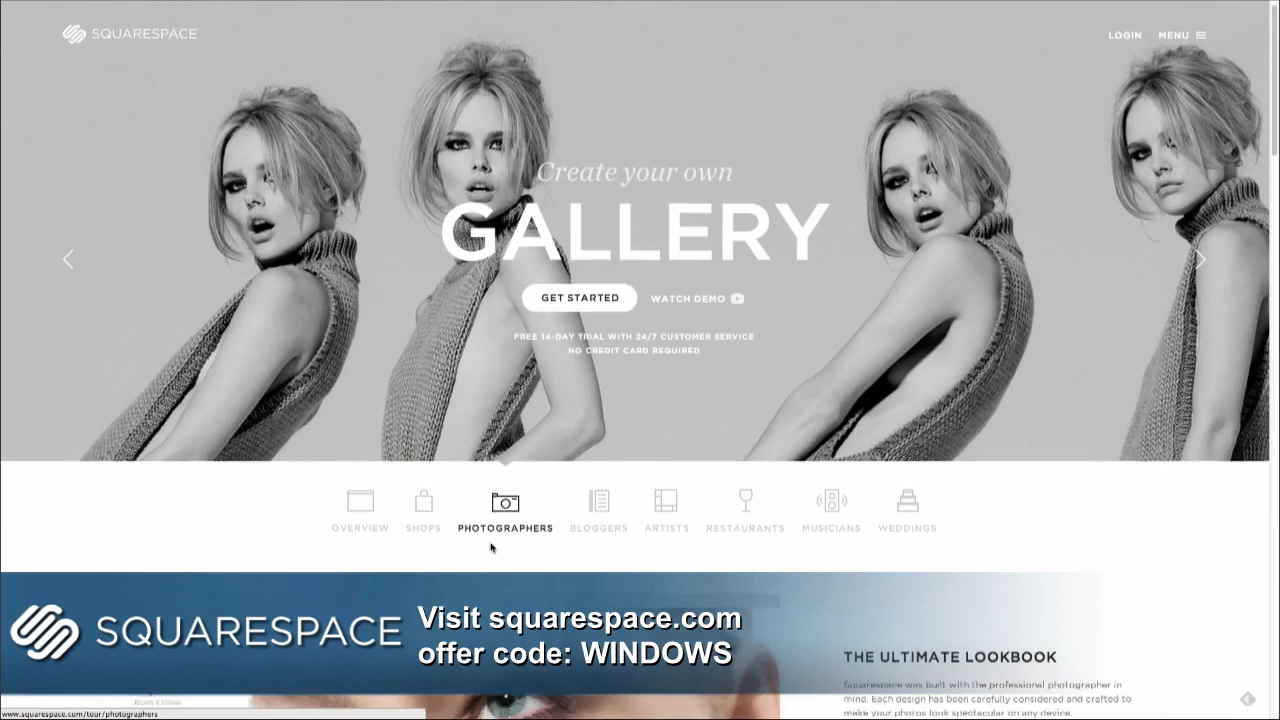 SQUARESPACE
LOGIN MENU
Create your own
GALLERY
GET STARTED WATCH DEMO
FREE 14-DAY TRIAL WITH 24/7 CUSTOMER SERVICE
NO CREDIT CARD REQUIRED
OVERVIEW SHOPS PHOTOGRAPHERS BLOGGERS ARTISTS RESTAURANTS MUSICIANS WEDDINGS
SQUARESPACE
Visit squarespace.com
offer code: WINDOWS
THE ULTIMATE LOOKBOOK
Squarespace was built with the professional photographer in
mind. Each design has been carefully considered and crafted to
make your photos look spectacular on any device.
www.squarespace.com/tour/photographers